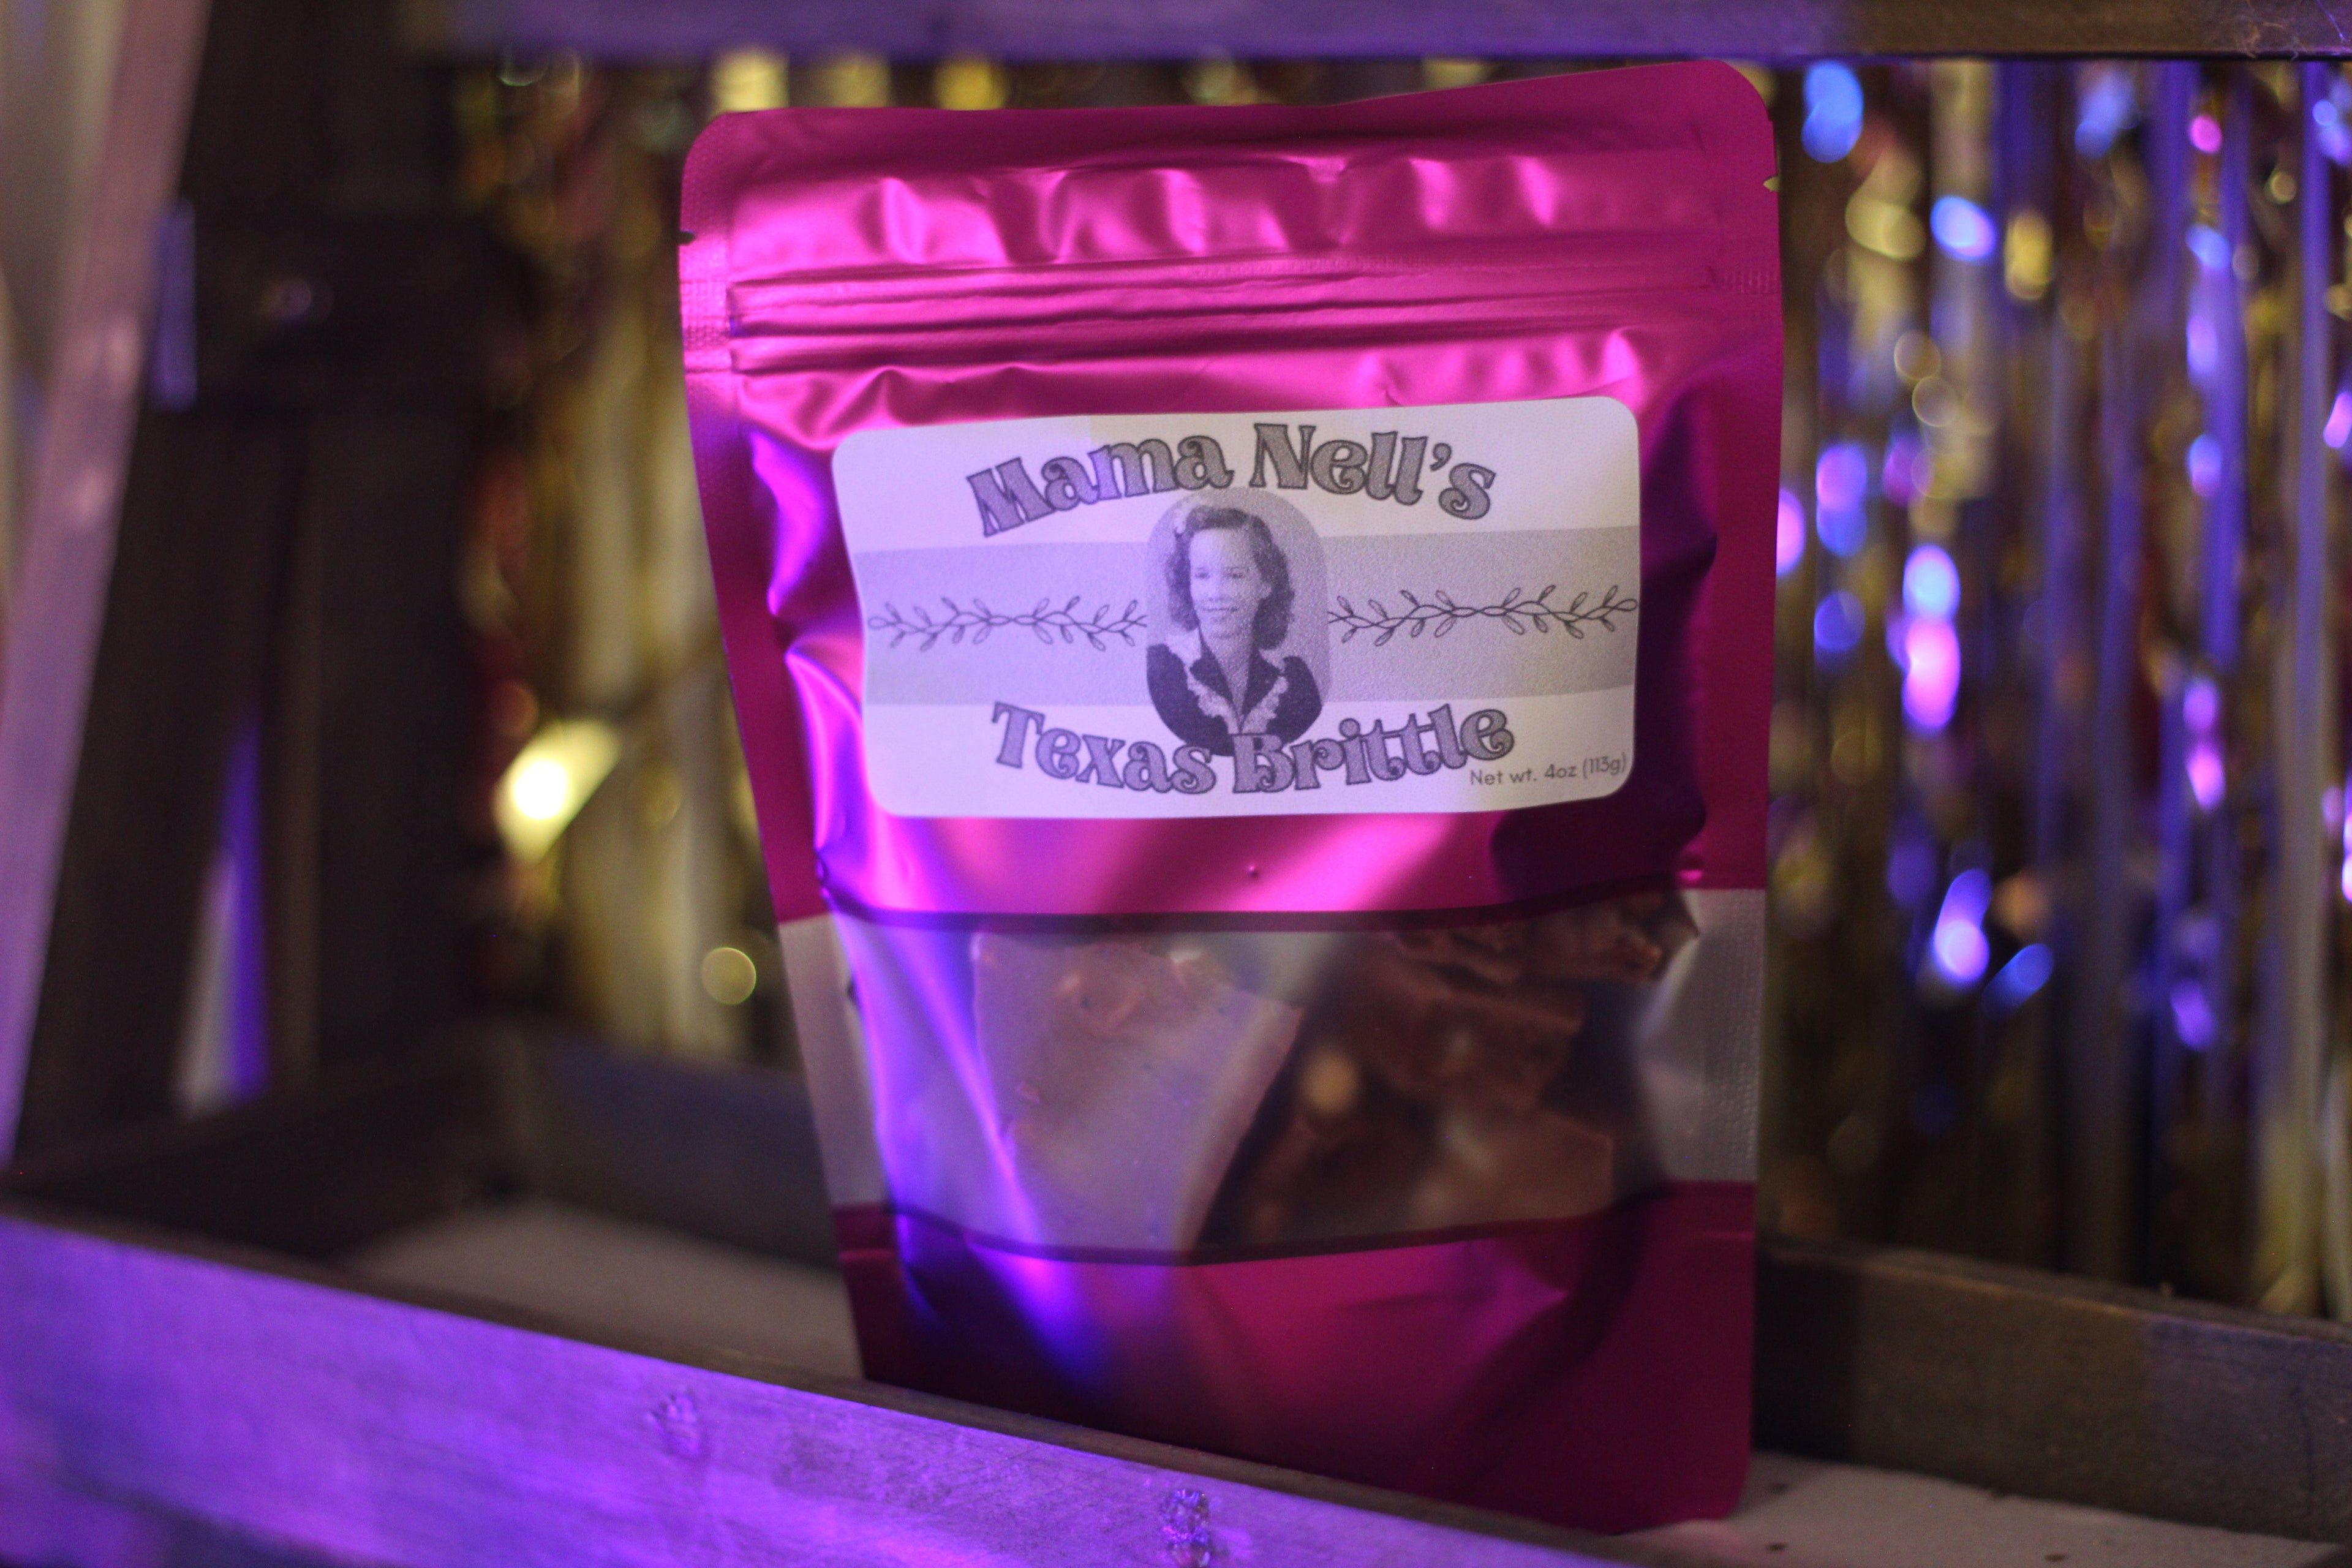 Mama Nell's
Texas Brittle
Net wt. 4oz (113g)